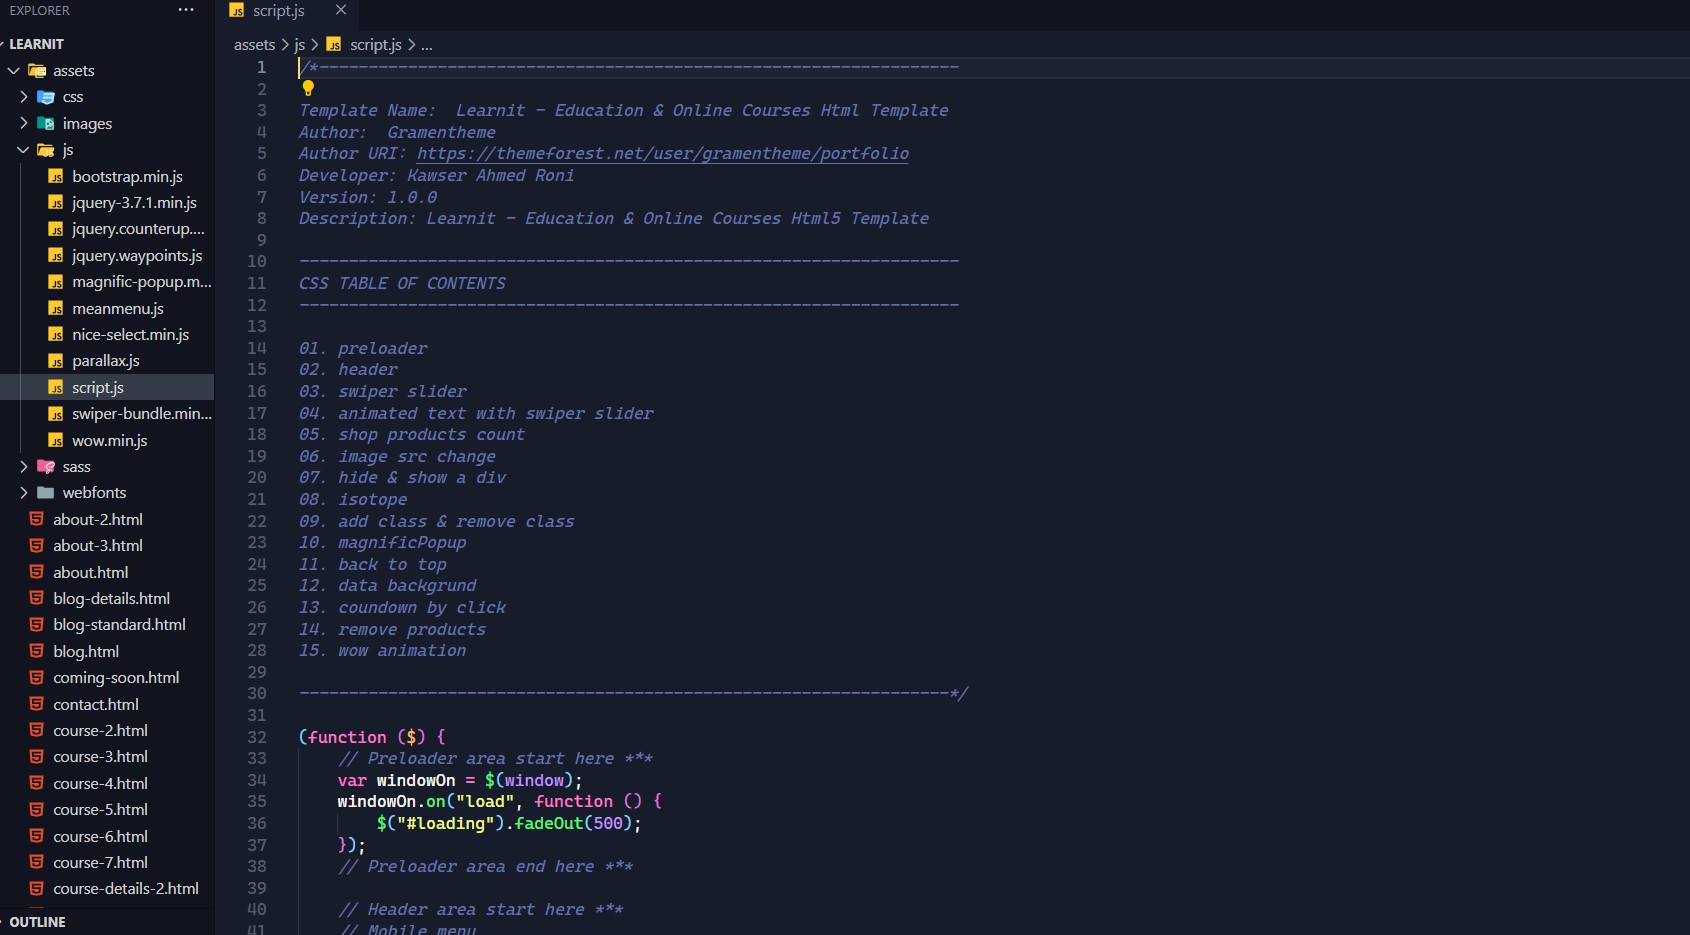 EXPLORER
LEARNIT
assets
css
images
js
bootstrap.min.js
jquery-3.7.1.min.js
jquery.counterup....
jquery.waypoints.js
magnific-popup.m...
meanmenu.js
nice-select.min.js
parallax.js
script.js
swiper-bundle.min...
wow.min.js
sass
webfonts
about-2.html
about-3.html
about.html
blog-details.html
blog-standard.html
blog.html
coming-soon.html
contact.html
course-2.html
course-3.html
course-4.html
course-5.html
course-6.html
course-7.html
course-details-2.html
OUTLINE
script.js
assets > js > script.js > ...
1 /*-----------------------------------------------------------------
2
3 Template Name:  Learnit - Education & Online Courses Html Template
4 Author:  Gramentheme
5 Author URI: https://themeforest.net/user/gramentheme/portfolio
6 Developer: Kawser Ahmed Roni
7 Version: 1.0.0
8 Description: Learnit - Education & Online Courses Html5 Template
9
10 -------------------------------------------------------------------
11 CSS TABLE OF CONTENTS
12 -------------------------------------------------------------------
13
14 01. preloader
15 02. header
16 03. swiper slider
17 04. animated text with swiper slider
18 05. shop products count
19 06. image src change
20 07. hide & show a div
21 08. isotope
22 09. add class & remove class
23 10. magnificPopup
24 11. back to top
25 12. data backgrund
26 13. coundown by click
27 14. remove products
28 15. wow animation
29
30 ------------------------------------------------------------------*/
31
32 (function ($) {
33     // Preloader area start here ***
34     var windowOn = $(window);
35     windowOn.on("load", function () {
36         $("#loading").fadeOut(500);
37     });
38     // Preloader area end here ***
39
40     // Header area start here ***
41     // Mobile menu